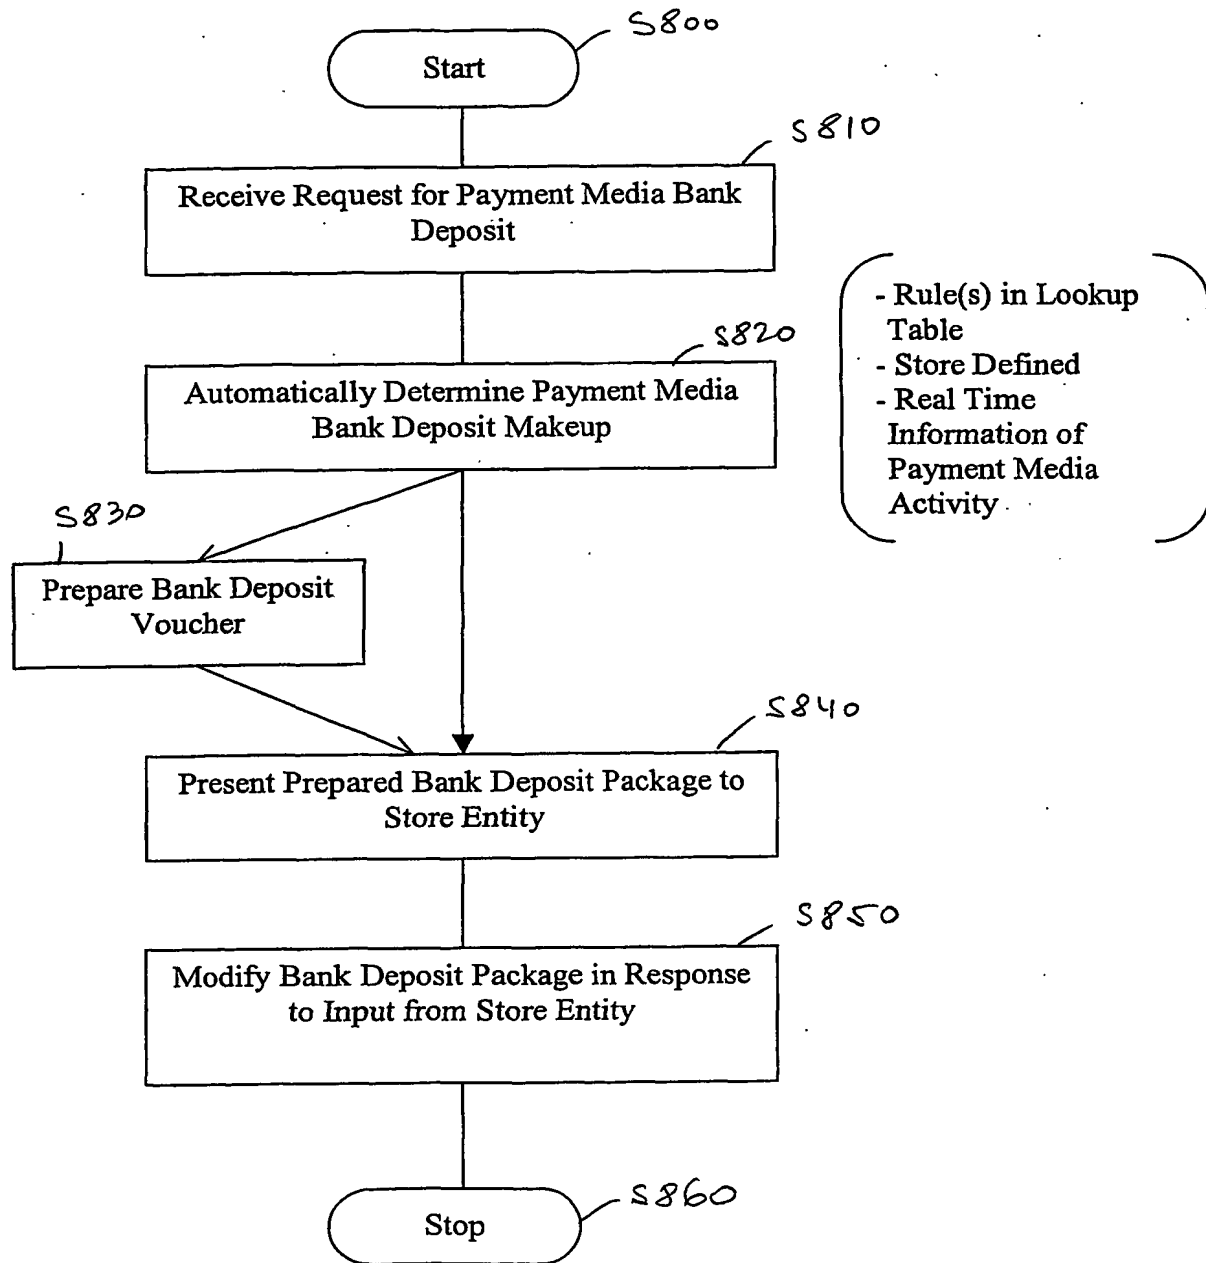 S800
Start
S810
Receive Request for Payment Media Bank
Deposit
S820
Automatically Determine Payment Media
Bank Deposit Makeup
- Rule(s) in Lookup
Table
- Store Defined
- Real Time
Information of
Payment Media
Activity
S830
Prepare Bank Deposit
Voucher
S840
Present Prepared Bank Deposit Package to
Store Entity
S850
Modify Bank Deposit Package in Response
to Input from Store Entity
S860
Stop